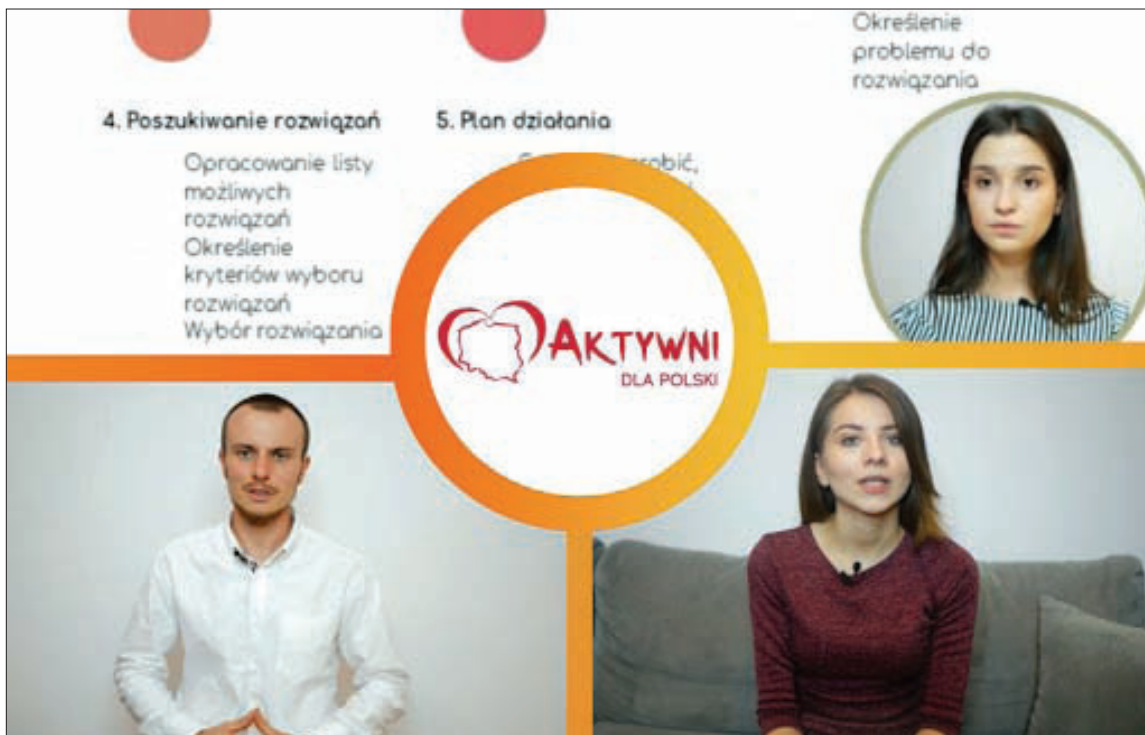 Określenie
problemu do
rozwiązania
4. Poszukiwanie rozwiązań
Opracowanie listy
możliwych
rozwiązań
Określenie
kryteriów wyboru
rozwiązań
Wybór rozwiązania
5. Plan działania
AKTYWNI
DLA POLSKI